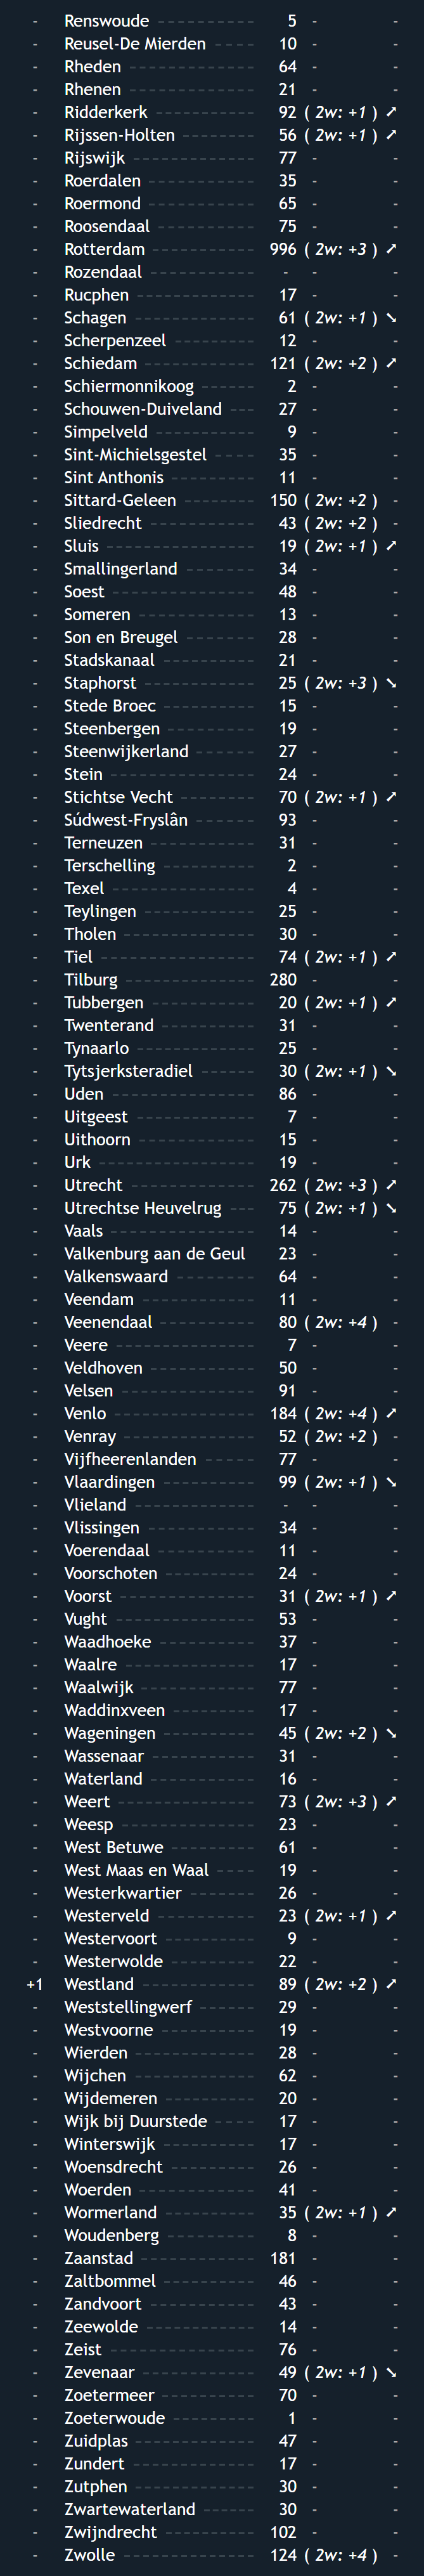 - Renswoude ----------- 5 - -
- Reusel-De Mierden ----- 10 - -
- Rheden --------------- 64 - -
- Rhenen --------------- 21 - -
- Ridderkerk ------------ 92 ( 2w: +1 ) ⤢
- Rijssen-Holten --------- 56 ( 2w: +1 ) ⤢
- Rijswijk -------------- 77 - -
- Roerdalen ------------ 35 - -
- Roermond ------------ 65 - -
- Roosendaal ----------- 75 - -
- Rotterdam ------------ 996 ( 2w: +3 ) ⤢
- Rozendaal ------------ - - -
- Rucphen ------------- 17 - -
- Schagen -------------- 61 ( 2w: +1 ) ➘
- Scherpenzeel ---------- 12 - -
- Schiedam ------------- 121 ( 2w: +2 ) ⤢
- Schiermonnikoog ------ 2 - -
- Schouwen-Duiveland --- 27 - -
- Simpelveld ------------ 9 - -
- Sint-Michielsgestel ----- 35 - -
- Sint Anthonis ---------- 11 - -
- Sittard-Geleen --------- 150 ( 2w: +2 ) -
- Sliedrecht ------------- 43 ( 2w: +2 ) -
- Sluis ----------------- 19 ( 2w: +1 ) ⤢
- Smallingerland -------- 34 - -
- Soest ----------------- 48 - -
- Someren -------------- 13 - -
- Son en Breugel -------- 28 - -
- Stadskanaal ----------- 21 - -
- Staphorst ------------- 25 ( 2w: +3 ) ➘
- Stede Broec ----------- 15 - -
- Steenbergen ----------- 19 - -
- Steenwijkerland ------- 27 - -
- Stein ----------------- 24 - -
- Stichtse Vecht --------- 70 ( 2w: +1 ) ⤢
- Súdwest-Fryslân ------- 93 - -
- Terneuzen ------------ 31 - -
- Terschelling ----------- 2 - -
- Texel ----------------- 4 - -
- Teylingen ------------- 25 - -
- Tholen --------------- 30 - -
- Tiel ------------------ 74 ( 2w: +1 ) ⤢
- Tilburg --------------- 280 - -
- Tubbergen ------------ 20 ( 2w: +1 ) ⤢
- Twenterand ----------- 31 - -
- Tynaarlo ------------- 25 - -
- Tytsjerksteradiel ------- 30 ( 2w: +1 ) ➘
- Uden ---------------- 86 - -
- Uitgeest -------------- 7 - -
- Uithoorn ------------- 15 - -
- Urk ------------------ 19 - -
- Utrecht --------------- 262 ( 2w: +3 ) ⤢
- Utrechtse Heuvelrug --- 75 ( 2w: +1 ) ➘
- Vaals ----------------- 14 - -
- Valkenburg aan de Geul 23 - -
- Valkenswaard --------- 64 - -
- Veendam ------------- 11 - -
- Veenendaal ----------- 80 ( 2w: +4 ) -
- Veere ---------------- 7 - -
- Veldhoven ------------ 50 - -
- Velsen --------------- 91 - -
- Venlo ---------------- 184 ( 2w: +4 ) ⤢
- Venray --------------- 52 ( 2w: +2 ) -
- Vijfheerenlanden ------ 77 - -
- Vlaardingen ----------- 99 ( 2w: +1 ) ➘
- Vlieland -------------- - - -
- Vlissingen ------------ 34 - -
- Voerendaal ----------- 11 - -
- Voorschoten ---------- 24 - -
- Voorst --------------- 31 ( 2w: +1 ) ⤢
- Vught ---------------- 53 - -
- Waadhoeke ----------- 37 - -
- Waalre --------------- 17 - -
- Waalwijk ------------- 77 - -
- Waddinxveen ---------- 17 - -
- Wageningen ----------- 45 ( 2w: +2 ) ➘
- Wassenaar ------------ 31 - -
- Waterland ------------ 16 - -
- Weert ---------------- 73 ( 2w: +3 ) ⤢
- Weesp --------------- 23 - -
- West Betuwe ---------- 61 - -
- West Maas en Waal ---- 19 - -
- Westerkwartier -------- 26 - -
- Westerveld ------------ 23 ( 2w: +1 ) ⤢
- Westervoort ----------- 9 - -
- Westerwolde ---------- 22 - -
+1 Westland ------------- 89 ( 2w: +2 ) ⤢
- Weststellingwerf ------- 29 - -
- Westvoorne ----------- 19 - -
- Wierden -------------- 28 - -
- Wijchen -------------- 62 - -
- Wijdemeren ----------- 20 - -
- Wijk bij Duurstede ----- 17 - -
- Winterswijk ----------- 17 - -
- Woensdrecht ---------- 26 - -
- Woerden ------------- 41 - -
- Wormerland ---------- 35 ( 2w: +1 ) ⤢
- Woudenberg ---------- 8 - -
- Zaanstad ------------- 181 - -
- Zaltbommel ----------- 46 - -
- Zandvoort ------------ 43 - -
- Zeewolde ------------- 14 - -
- Zeist ----------------- 76 - -
- Zevenaar ------------- 49 ( 2w: +1 ) ➘
- Zoetermeer ----------- 70 - -
- Zoeterwoude ---------- 1 - -
- Zuidplas -------------- 47 - -
- Zundert -------------- 17 - -
- Zutphen -------------- 30 - -
- Zwartewaterland ------ 30 - -
- Zwijndrecht ----------- 102 - -
- Zwolle --------------- 124 ( 2w: +4 ) -